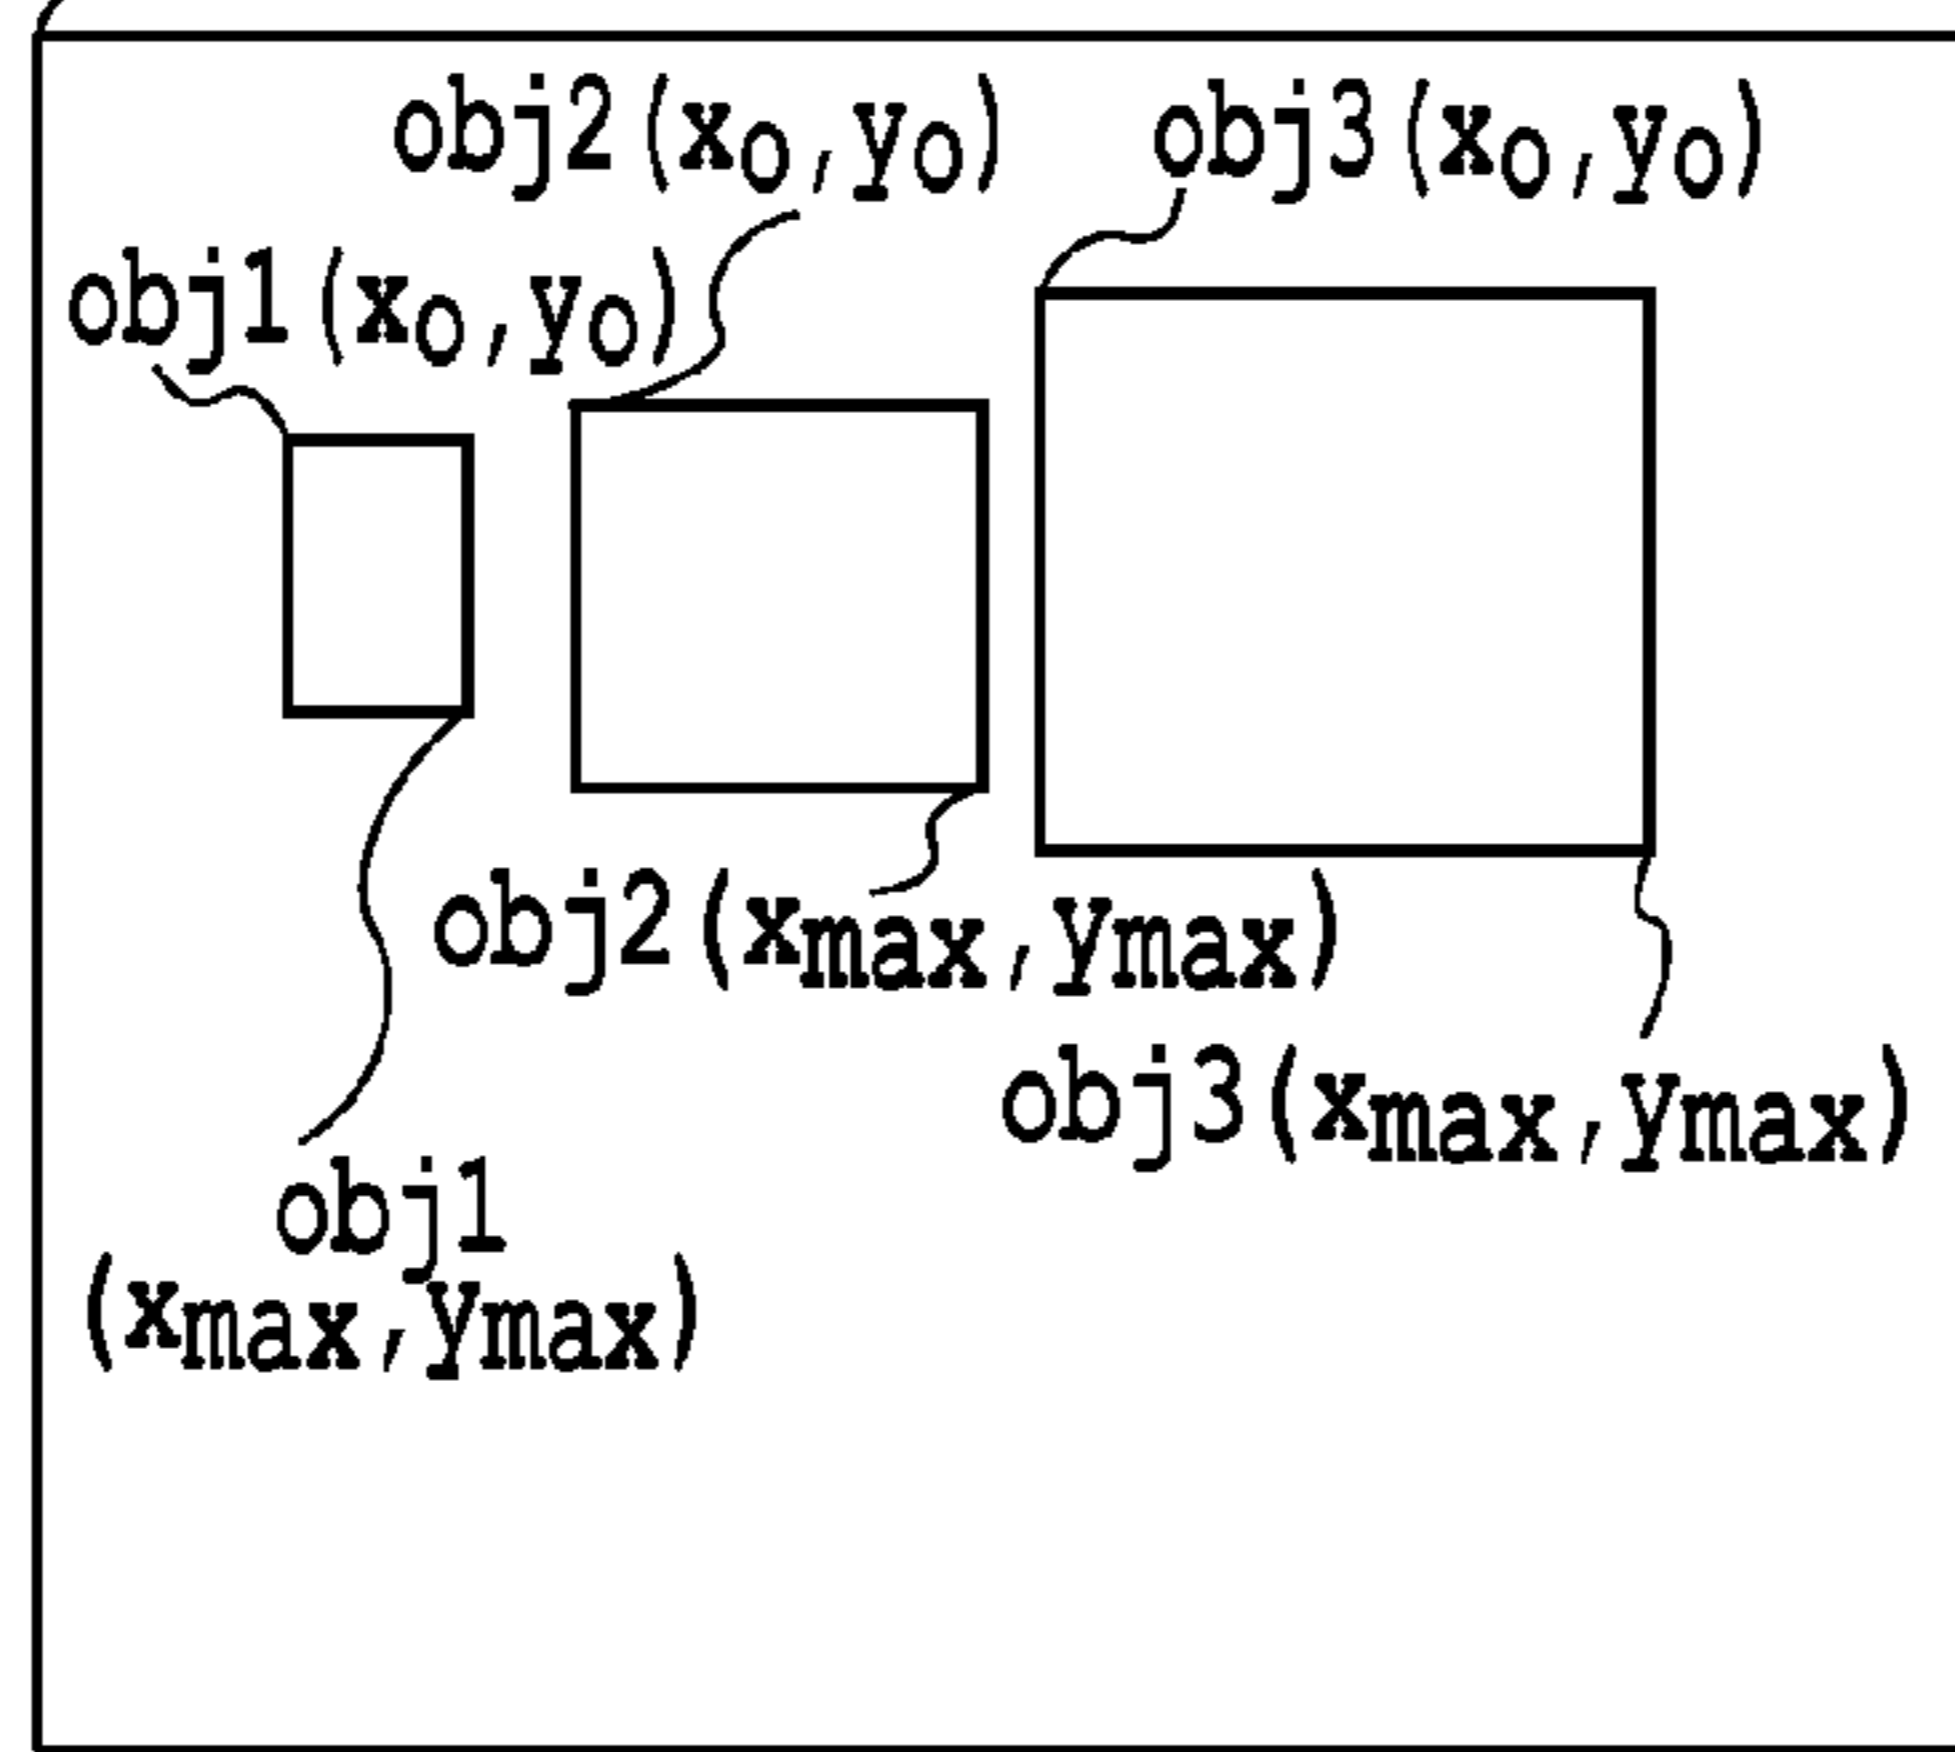 obj2(x₀,y₀)
obj3(x₀,y₀)
obj1(x₀,y₀)
obj2(xmax,ymax)
obj3(xmax,ymax)
obj1
(xmax,ymax)